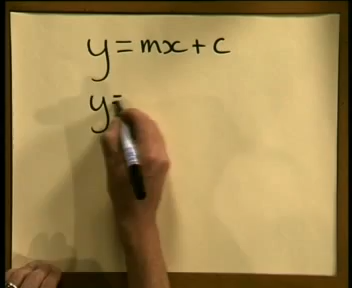 y = mx + c
y =